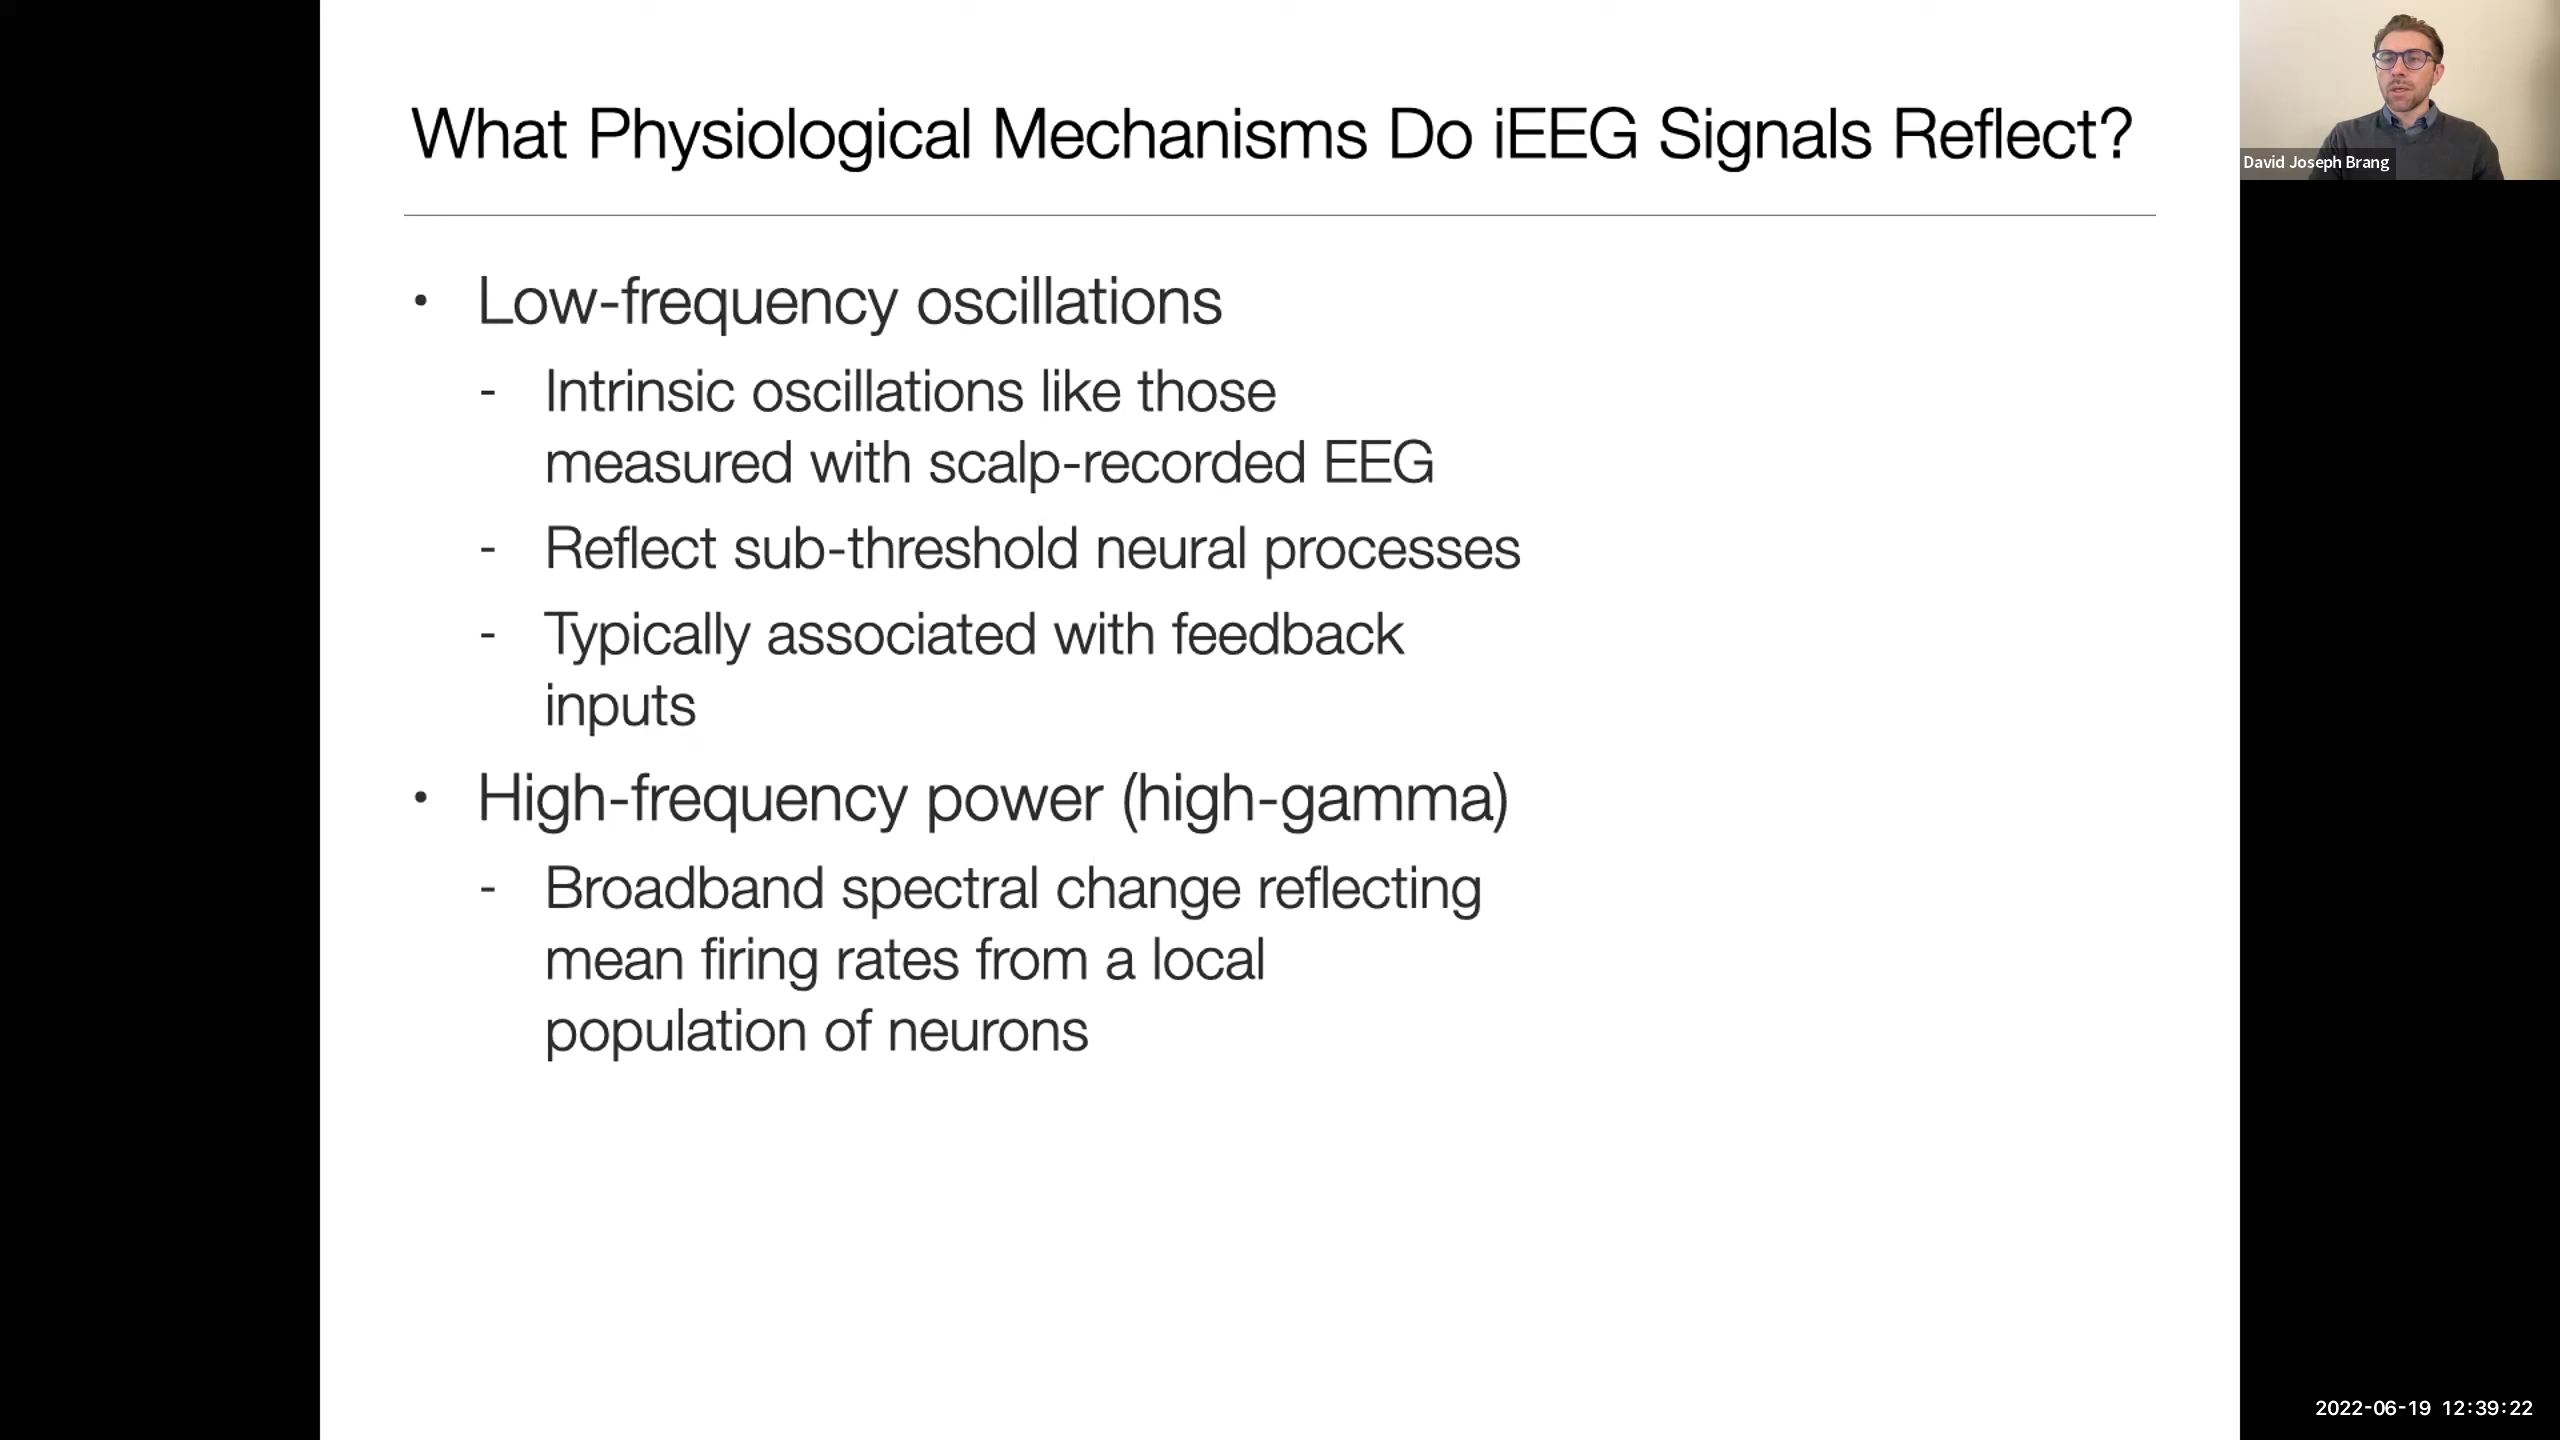 What Physiological Mechanisms Do iEEG Signals Reflect?
David Joseph Brang
• Low-frequency oscillations
- Intrinsic oscillations like those
measured with scalp-recorded EEG
- Reflect sub-threshold neural processes
- Typically associated with feedback
inputs
• High-frequency power (high-gamma)
- Broadband spectral change reflecting
mean firing rates from a local
population of neurons
2022-06-19 12:39:22